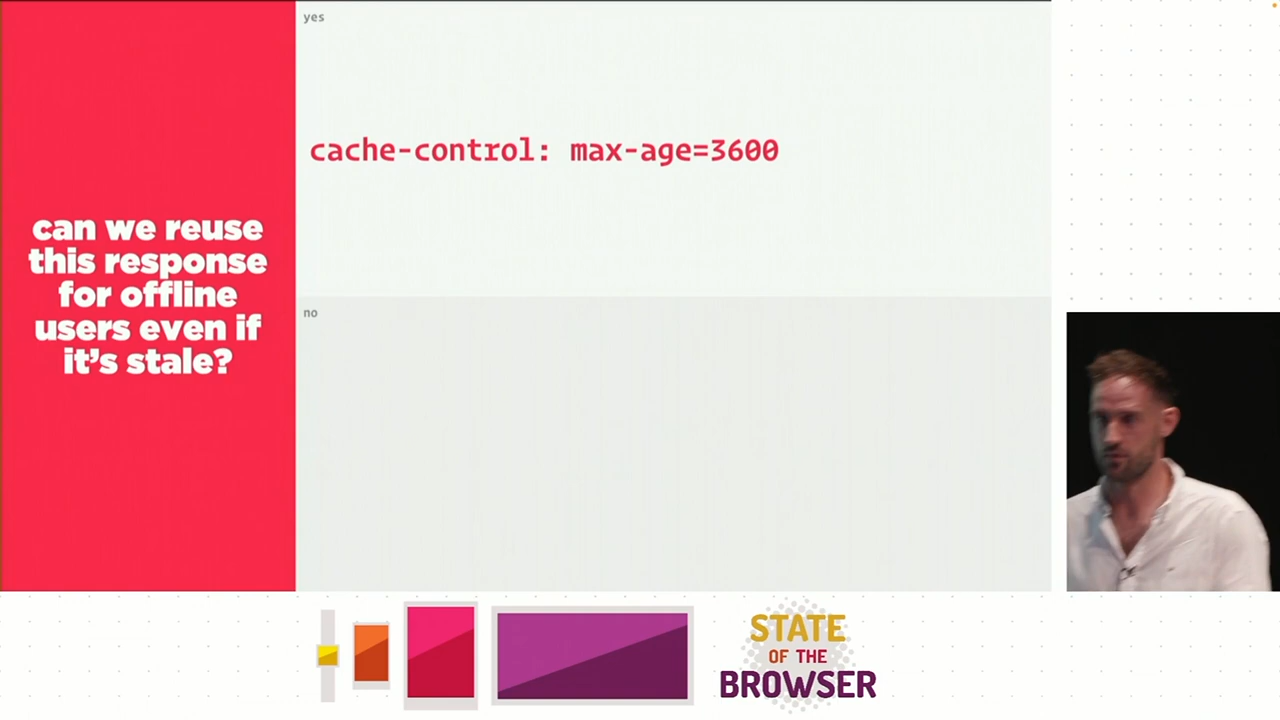 can we reuse
this response
for offline
users even if
it's stale?
yes
cache-control: max-age=3600
no
STATE
OF THE
BROWSER